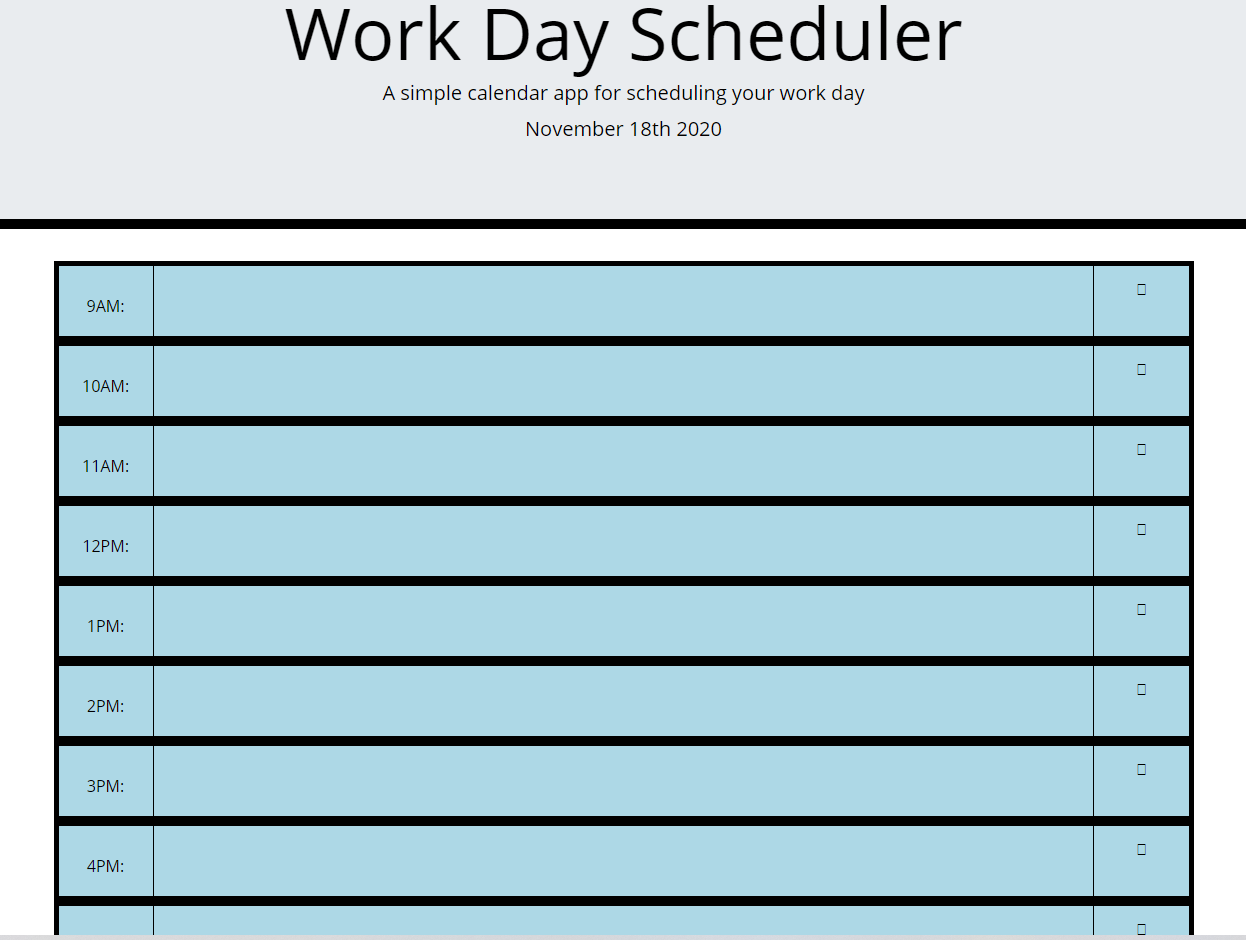 Work Day Scheduler
A simple calendar app for scheduling your work day
November 18th 2020
9AM:
10AM:
11AM:
12PM:
1PM:
2PM:
3PM:
4PM: